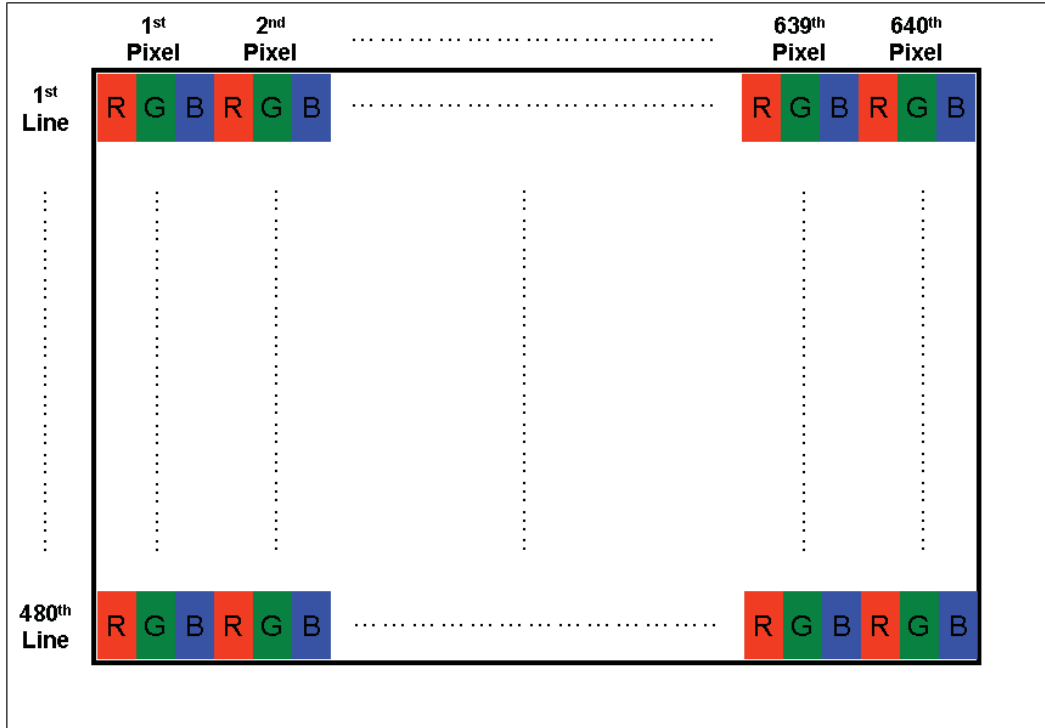 1st Pixel 2nd Pixel ………………………………… 639th Pixel 640th Pixel
1st Line R G B R G B ………………………………… R G B R G B
480th Line R G B R G B ………………………………… R G B R G B